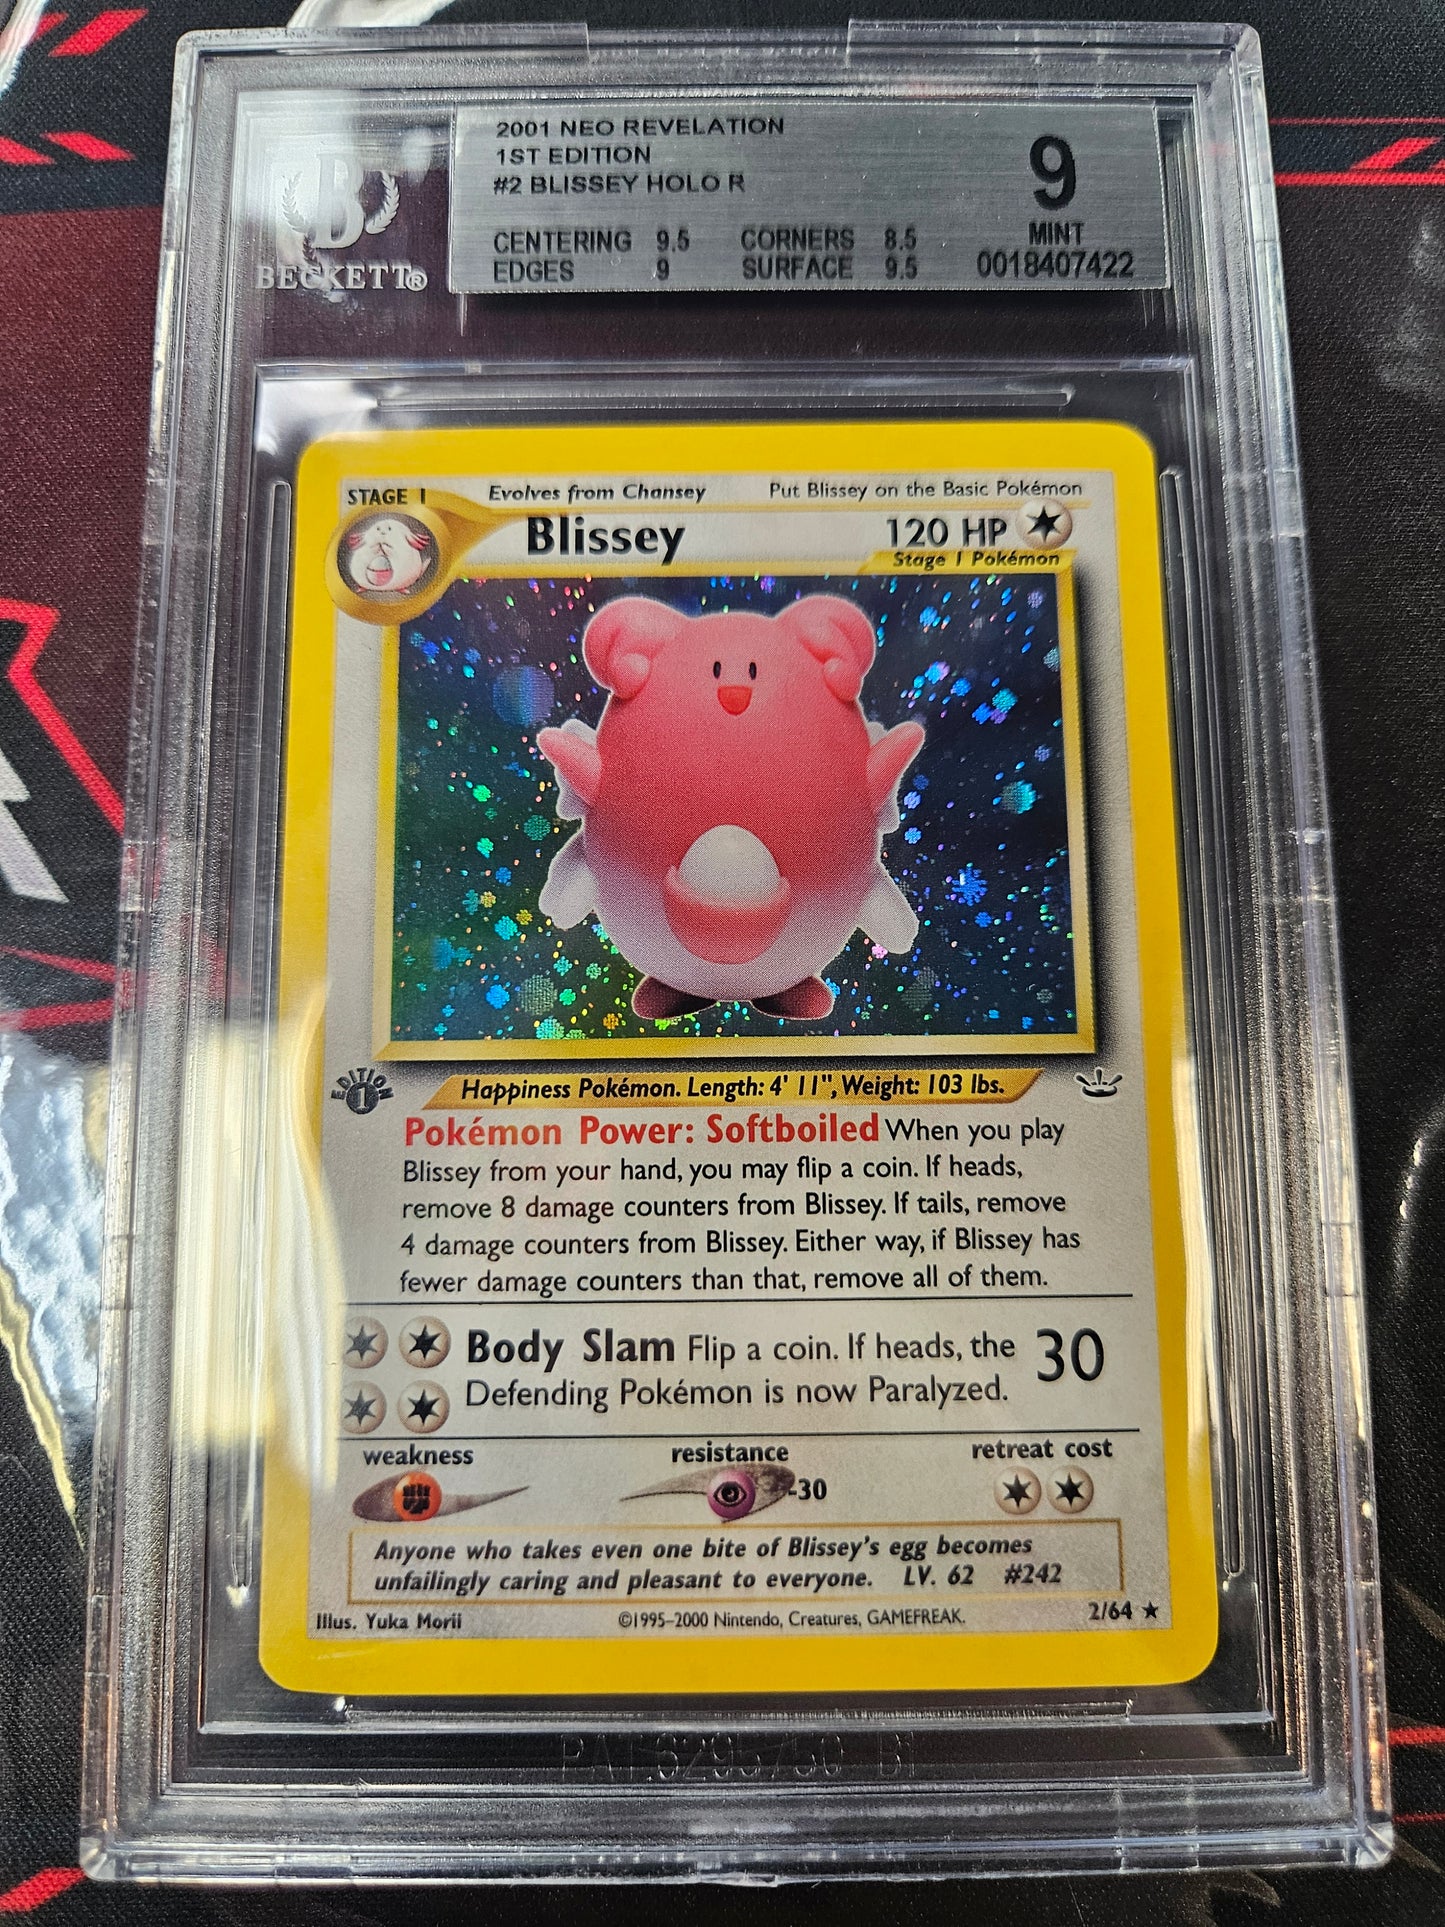 2001 NEO REVELATION
1ST EDITION
#2 BLISSEY HOLO R
9
MINT
CENTERING 9.5 CORNERS 8.5
EDGES 9 SURFACE 9.5
0018407422
B
BECKETT®
STAGE 1 Evolves from Chansey Put Blissey on the Basic Pokémon
Blissey 120 HP
Stage 1 Pokémon
EDITION
1
Happiness Pokémon. Length: 4' 11", Weight: 103 lbs.
Pokémon Power: Softboiled When you play
Blissey from your hand, you may flip a coin. If heads,
remove 8 damage counters from Blissey. If tails, remove
4 damage counters from Blissey. Either way, if Blissey has
fewer damage counters than that, remove all of them.
Body Slam Flip a coin. If heads, the 30
Defending Pokémon is now Paralyzed.
weakness resistance retreat cost
-30
Anyone who takes even one bite of Blissey's egg becomes
unfailingly caring and pleasant to everyone. LV. 62 #242
Illus. Yuka Morii ©1995–2000 Nintendo, Creatures, GAMEFREAK. 2/64 ★